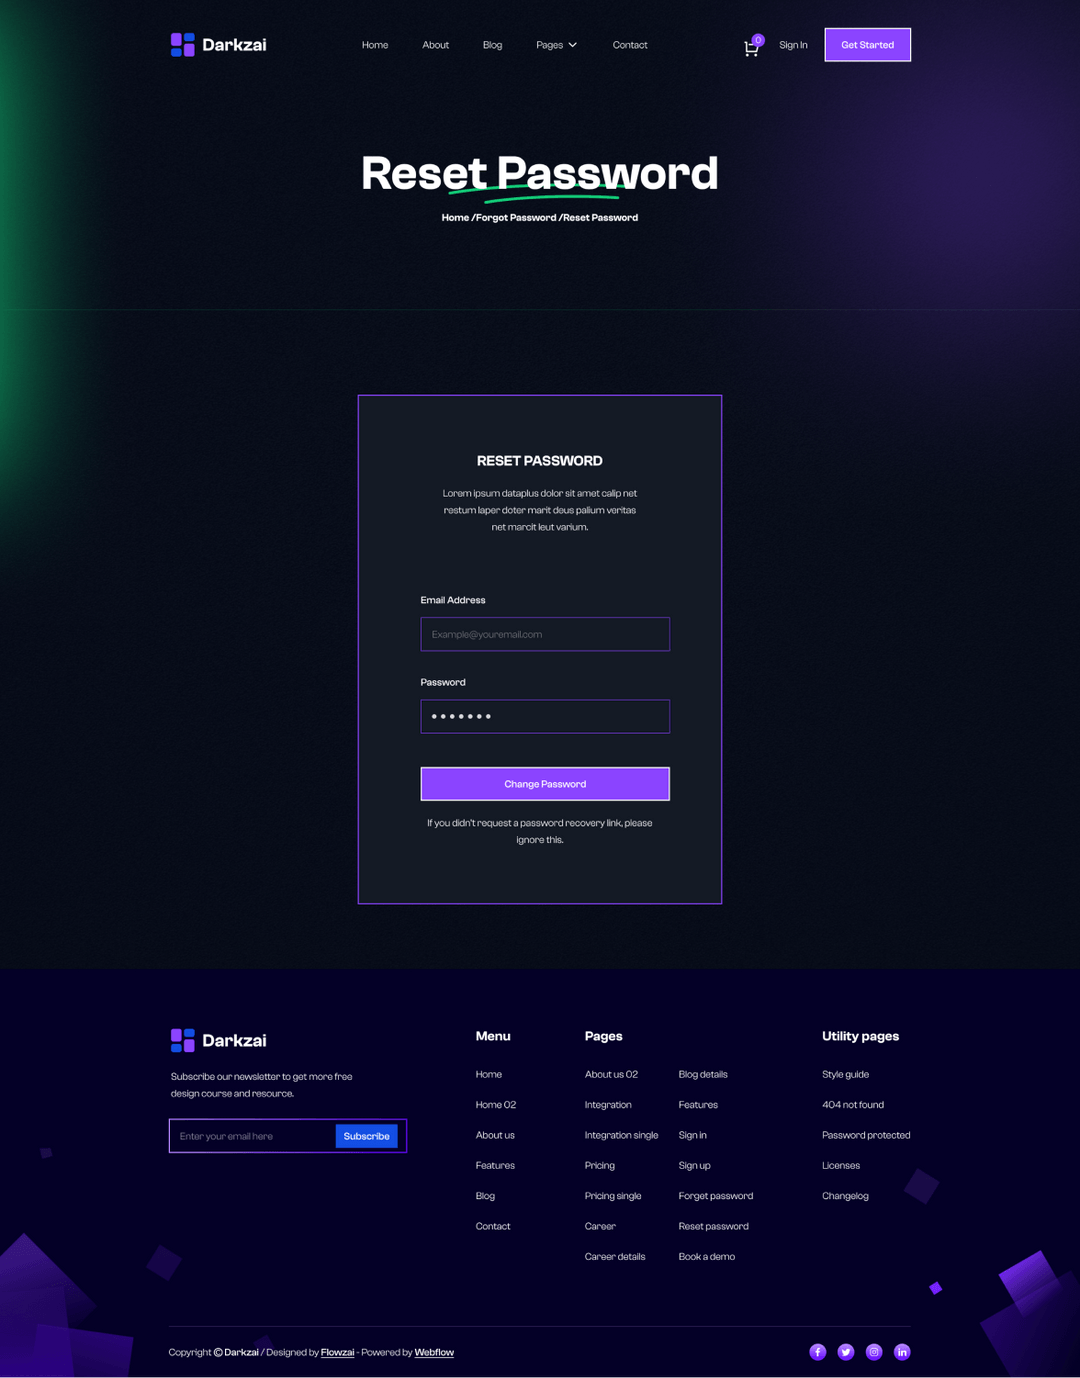 Darkzai
Home About Blog Pages Contact
0 Sign In Get Started
Reset Password
Home /Forgot Password /Reset Password
RESET PASSWORD
Lorem ipsum dataplus dolor sit amet calip net
restum laper doter marit deus palium veritas
net marcit leut varium.
Email Address
Example@youremail.com
Password
Change Password
If you didn't request a password recovery link, please
ignore this.
Darkzai
Subscribe our newsletter to get more free
design course and resource.
Enter your email here Subscribe
Menu
Home
Home 02
About us
Features
Blog
Contact
Pages
About us 02
Integration
Integration single
Pricing
Pricing single
Career
Career details
Blog details
Features
Sign in
Sign up
Forget password
Reset password
Book a demo
Utility pages
Style guide
404 not found
Password protected
Licenses
Changelog
Copyright © Darkzai / Designed by Flowzai - Powered by Webflow